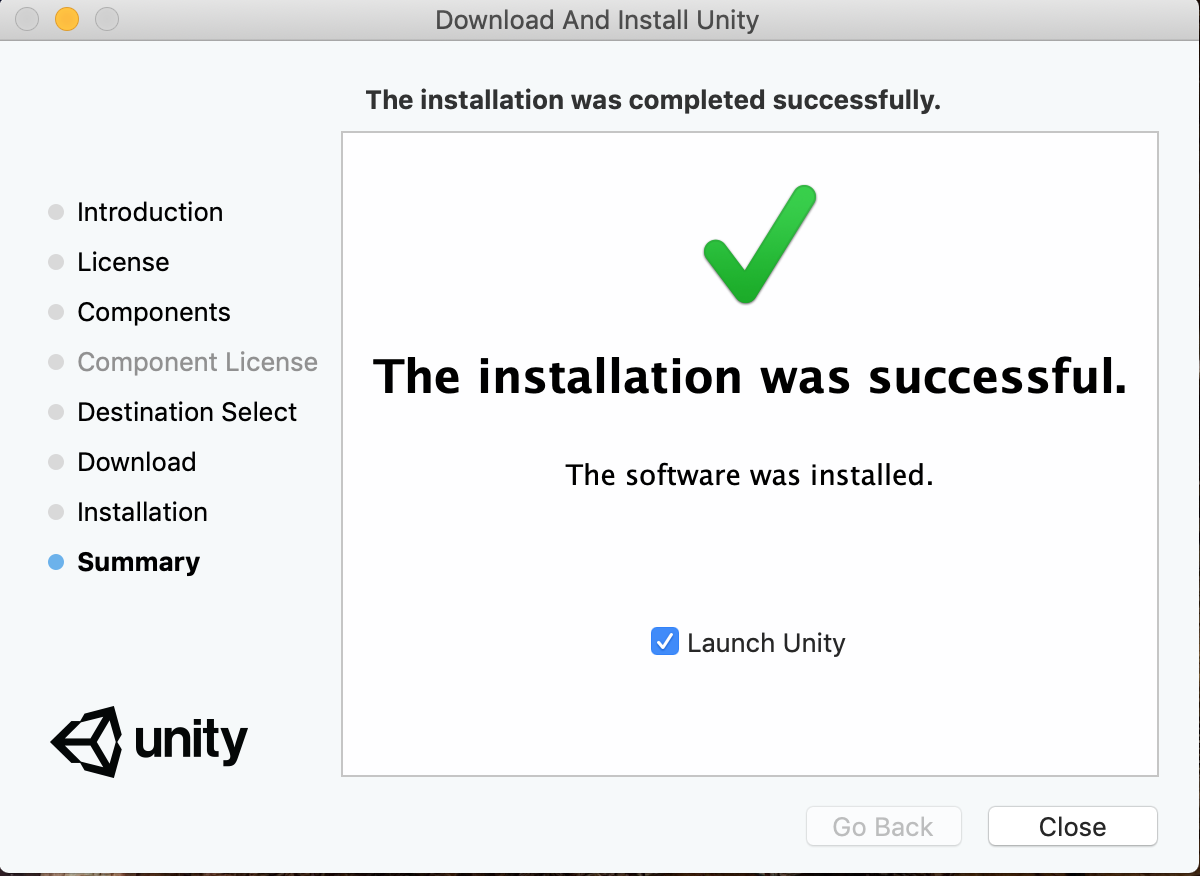 Download And Install Unity
The installation was completed successfully.
Introduction
License
Components
Component License
Destination Select
Download
Installation
Summary
The installation was successful.
The software was installed.
Launch Unity
unity
Go Back
Close